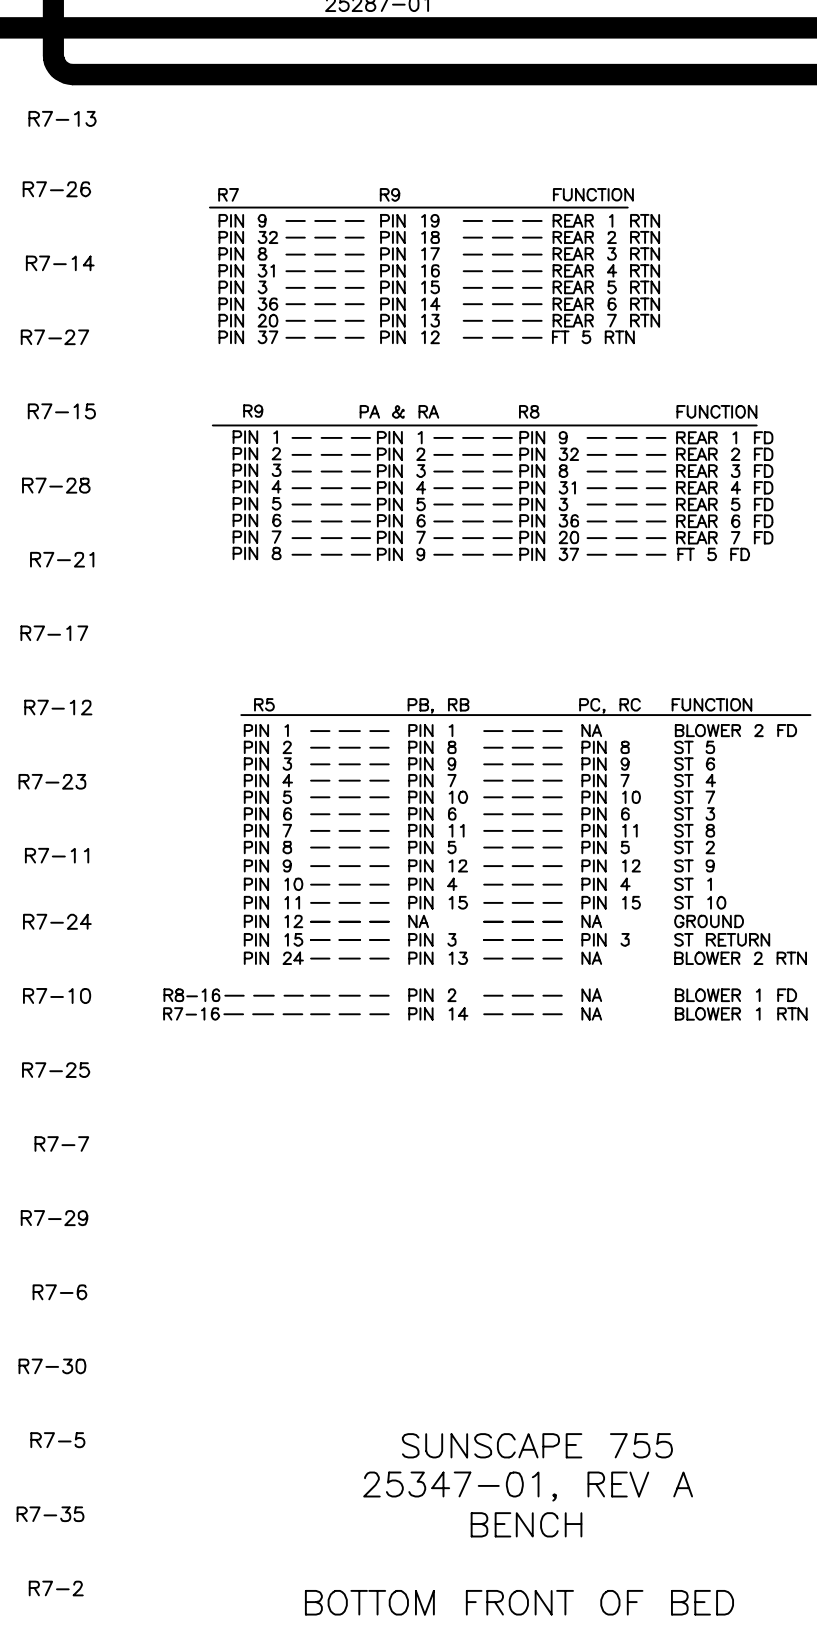 25287-01
R7-13
R7-26
R7 R9 FUNCTION
PIN 9 — — — PIN 19 — — — REAR 1 RTN
PIN 32 — — — PIN 18 — — — REAR 2 RTN
PIN 8 — — — PIN 17 — — — REAR 3 RTN
R7-14
PIN 31 — — — PIN 16 — — — REAR 4 RTN
PIN 3 — — — PIN 15 — — — REAR 5 RTN
PIN 36 — — — PIN 14 — — — REAR 6 RTN
PIN 20 — — — PIN 13 — — — REAR 7 RTN
PIN 37 — — — PIN 12 — — — FT 5 RTN
R7-27
R7-15
R9 PA & RA R8 FUNCTION
PIN 1 — — — PIN 1 — — — PIN 9 — — — REAR 1 FD
PIN 2 — — — PIN 2 — — — PIN 32 — — — REAR 2 FD
PIN 3 — — — PIN 3 — — — PIN 8 — — — REAR 3 FD
PIN 4 — — — PIN 4 — — — PIN 31 — — — REAR 4 FD
R7-28
PIN 5 — — — PIN 5 — — — PIN 3 — — — REAR 5 FD
PIN 6 — — — PIN 6 — — — PIN 36 — — — REAR 6 FD
PIN 7 — — — PIN 7 — — — PIN 20 — — — REAR 7 FD
PIN 8 — — — PIN 9 — — — PIN 37 — — — FT 5 FD
R7-21
R7-17
R7-12
R5 PB, RB PC, RC FUNCTION
PIN 1 — — — PIN 1 — — — NA BLOWER 2 FD
PIN 2 — — — PIN 8 — — — PIN 8 ST 5
PIN 3 — — — PIN 9 — — — PIN 9 ST 6
PIN 4 — — — PIN 7 — — — PIN 7 ST 4
R7-23
PIN 5 — — — PIN 10 — — — PIN 10 ST 7
PIN 6 — — — PIN 6 — — — PIN 6 ST 3
PIN 7 — — — PIN 11 — — — PIN 11 ST 8
PIN 8 — — — PIN 5 — — — PIN 5 ST 2
R7-11
PIN 9 — — — PIN 12 — — — PIN 12 ST 9
PIN 10 — — — PIN 4 — — — PIN 4 ST 1
PIN 11 — — — PIN 15 — — — PIN 15 ST 10
R7-24
PIN 12 — — — NA — — — NA GROUND
PIN 15 — — — PIN 3 — — — PIN 3 ST RETURN
PIN 24 — — — PIN 13 — — — NA BLOWER 2 RTN
R7-10
R8-16 — — — — — — PIN 2 — — — NA BLOWER 1 FD
R7-16 — — — — — — PIN 14 — — — NA BLOWER 1 RTN
R7-25
R7-7
R7-29
R7-6
R7-30
R7-5
SUNSCAPE 755
25347-01, REV A
R7-35
BENCH
R7-2
BOTTOM FRONT OF BED